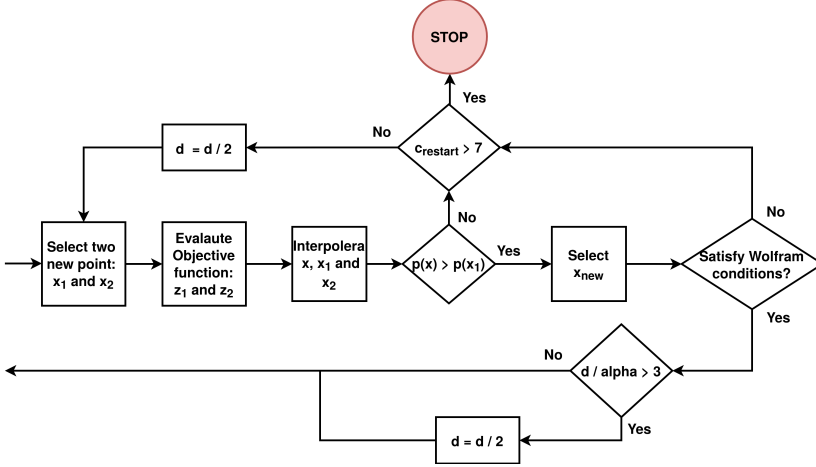 STOP
Yes
No
c_restart > 7
d = d / 2
Select two
new point:
x₁ and x₂
Evalaute
Objective
function:
z₁ and z₂
Interpolera
x, x₁ and
x₂
No
p(x) > p(x₁)
Yes
Select
x_new
No
Satisfy Wolfram
conditions?
Yes
No
d / alpha > 3
Yes
d = d / 2